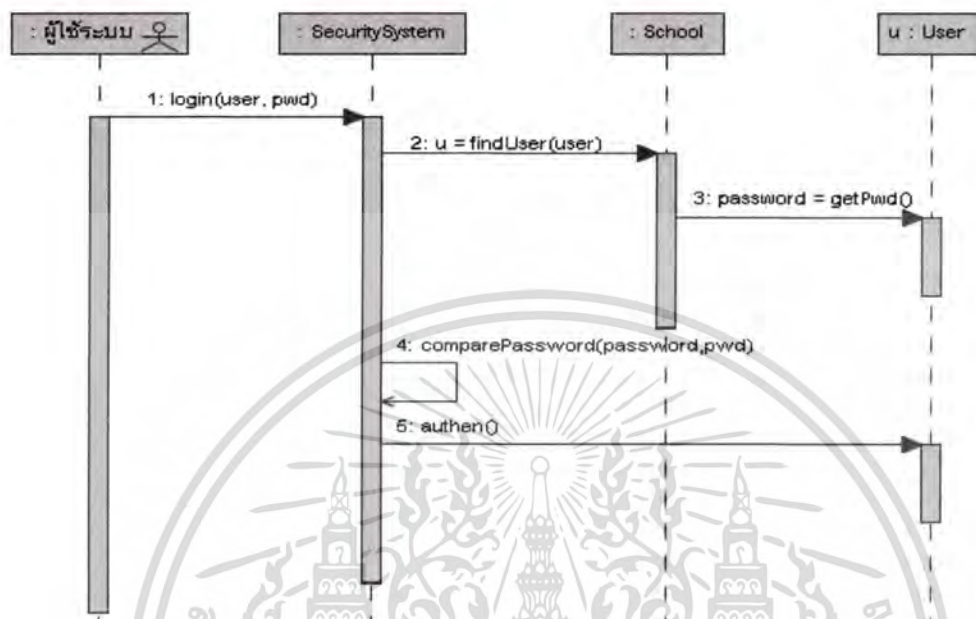 : ผู้ใช้ระบบ
: SecuritySystem
: School
u : User
1: login(user, pwd)
2: u = findUser(user)
3: password = getPwd()
4: comparePassword(password,pwd)
5: authen()